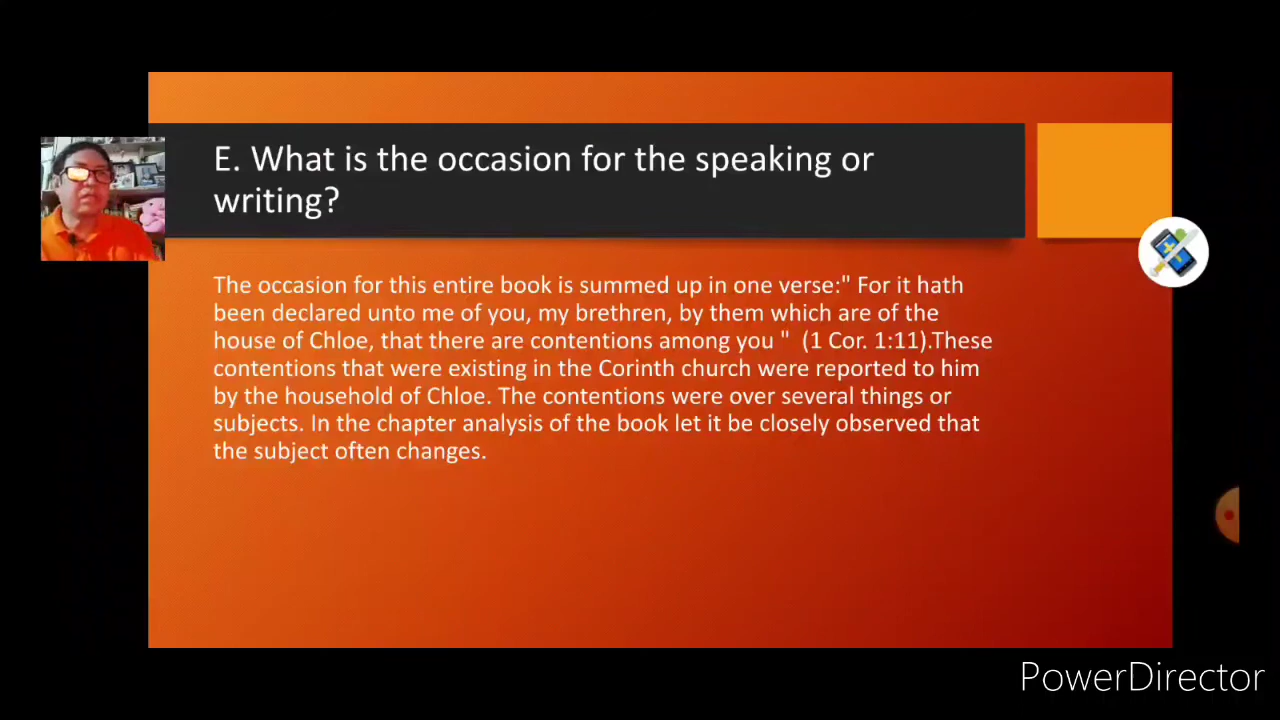 E. What is the occasion for the speaking or
writing?
The occasion for this entire book is summed up in one verse:" For it hath
been declared unto me of you, my brethren, by them which are of the
house of Chloe, that there are contentions among you "  (1 Cor. 1:11).These
contentions that were existing in the Corinth church were reported to him
by the household of Chloe. The contentions were over several things or
subjects. In the chapter analysis of the book let it be closely observed that
the subject often changes.
PowerDirector